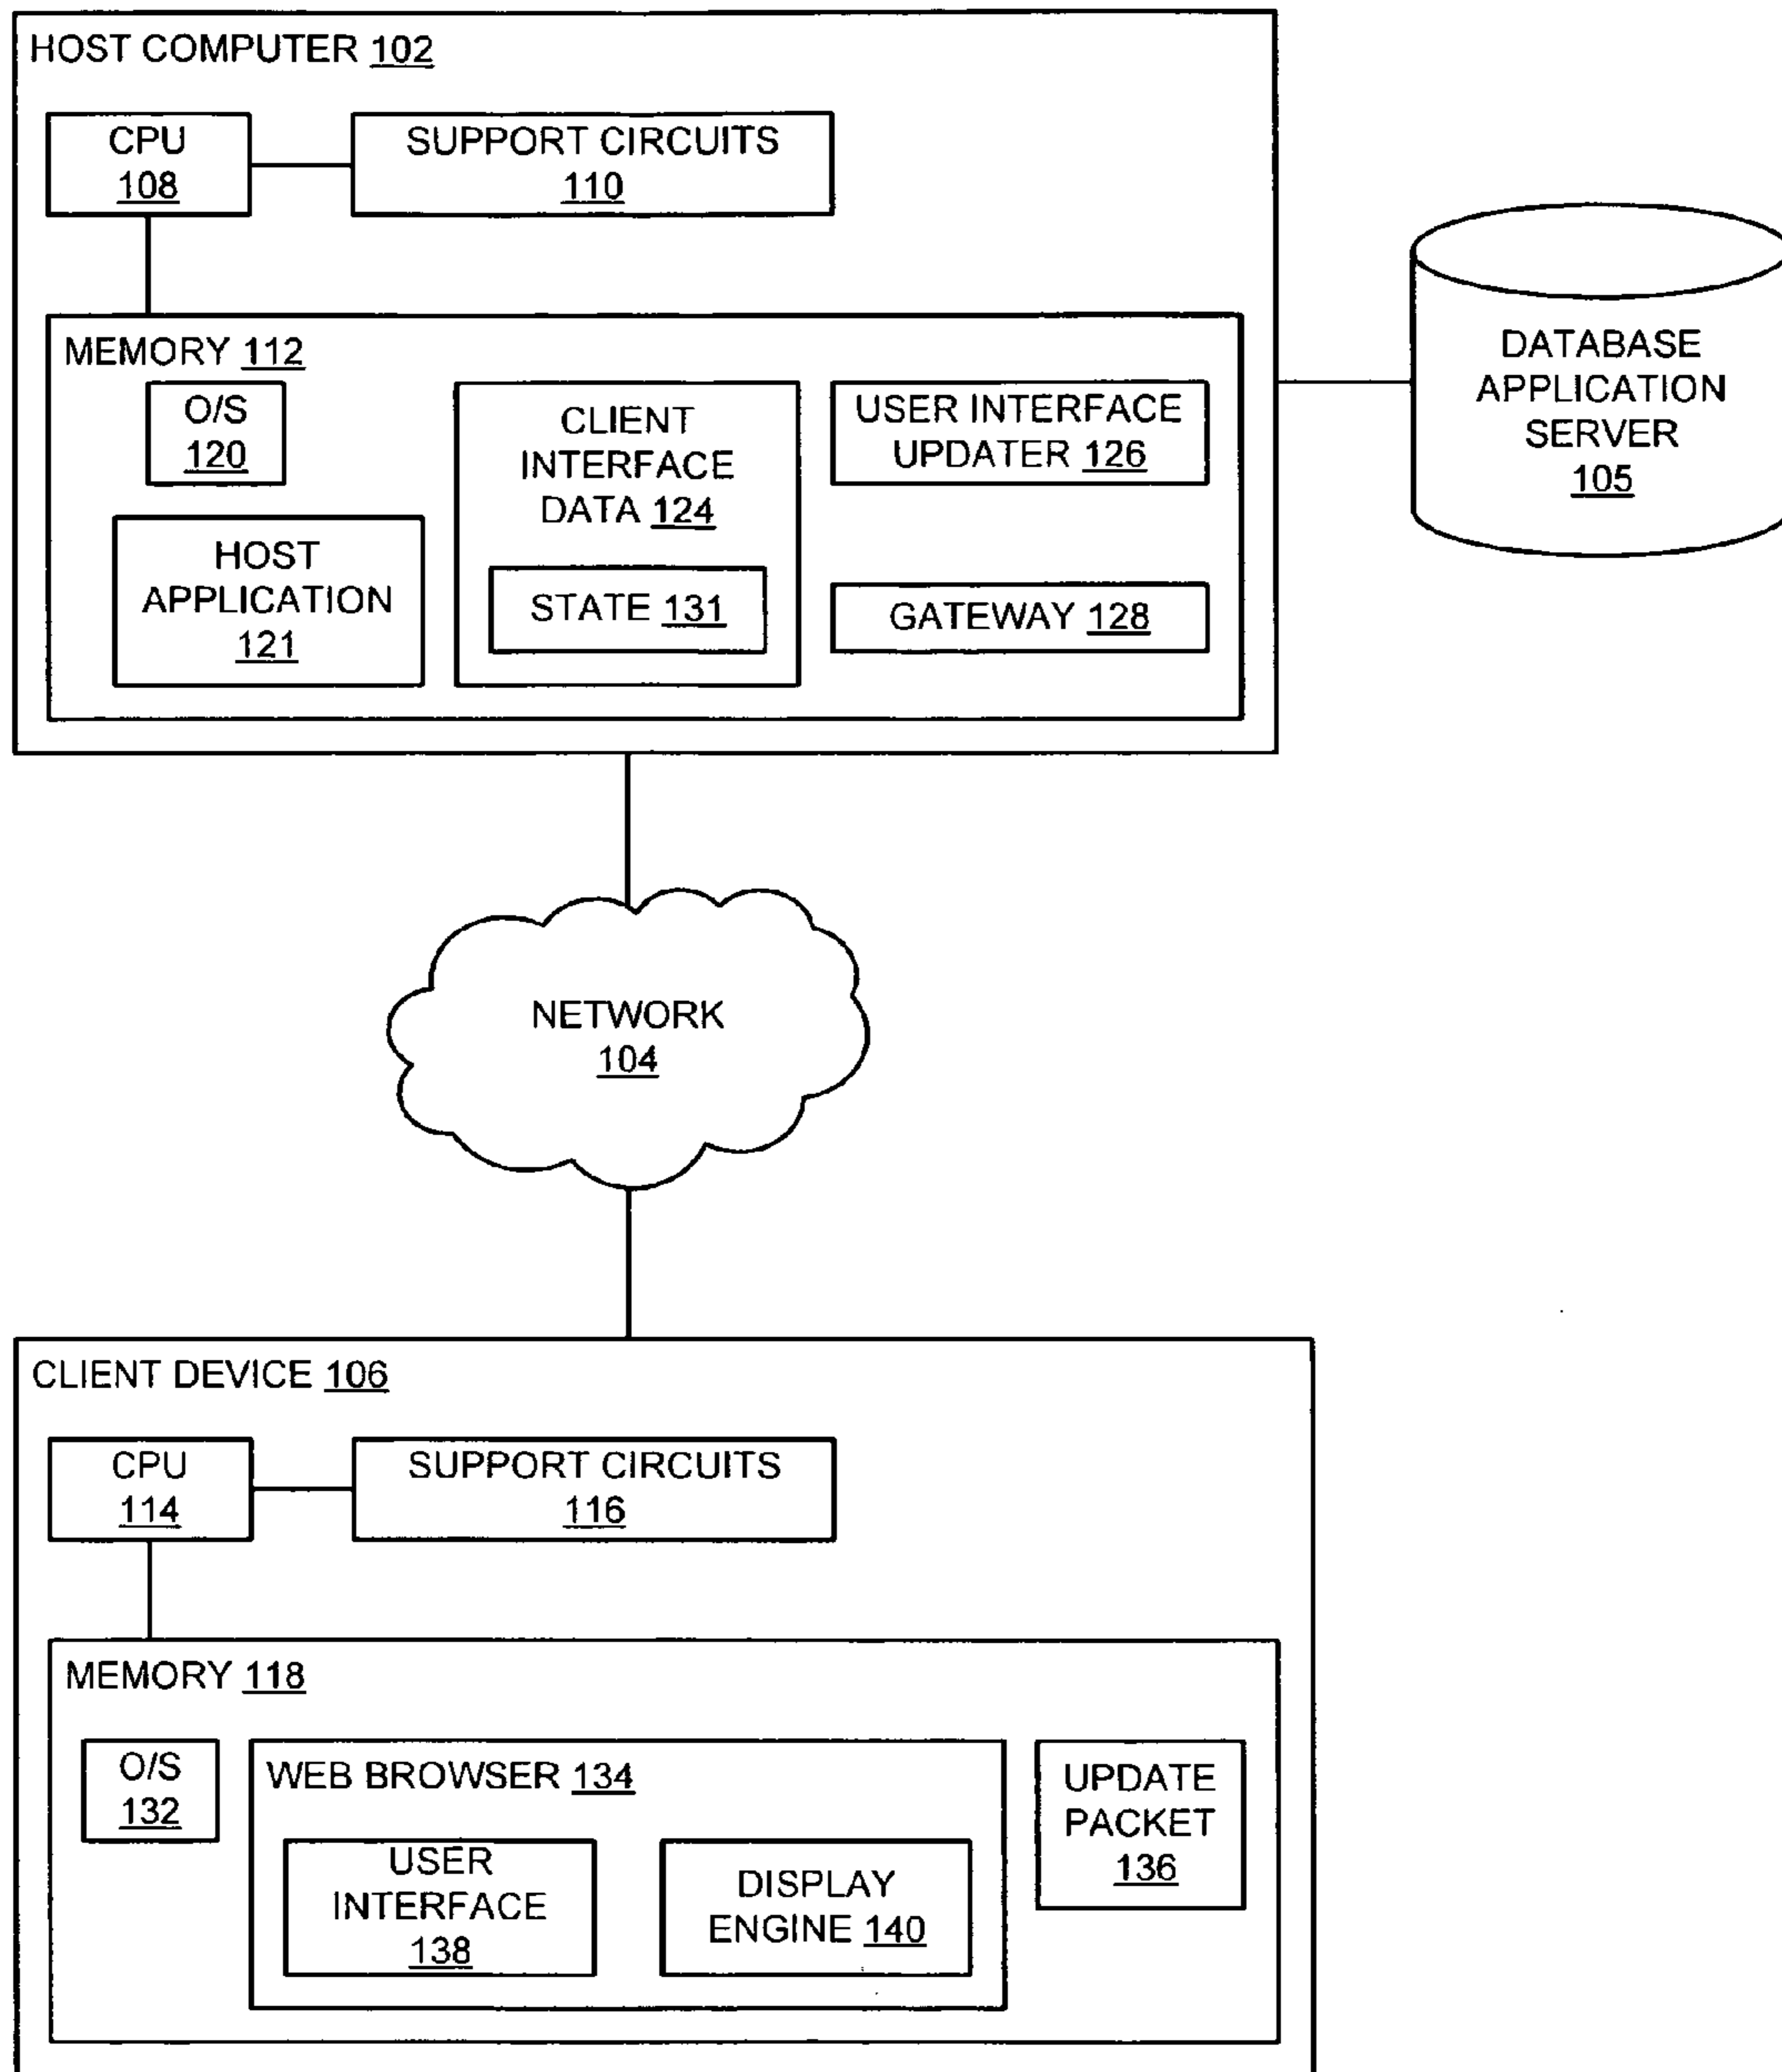 HOST COMPUTER 102
CPU
108
SUPPORT CIRCUITS
110
MEMORY 112
O/S
120
HOST
APPLICATION
121
CLIENT
INTERFACE
DATA 124
STATE 131
USER INTERFACE
UPDATER 126
GATEWAY 128
DATABASE
APPLICATION
SERVER
105
NETWORK
104
CLIENT DEVICE 106
CPU
114
SUPPORT CIRCUITS
116
MEMORY 118
O/S
132
WEB BROWSER 134
USER
INTERFACE
138
DISPLAY
ENGINE 140
UPDATE
PACKET
136